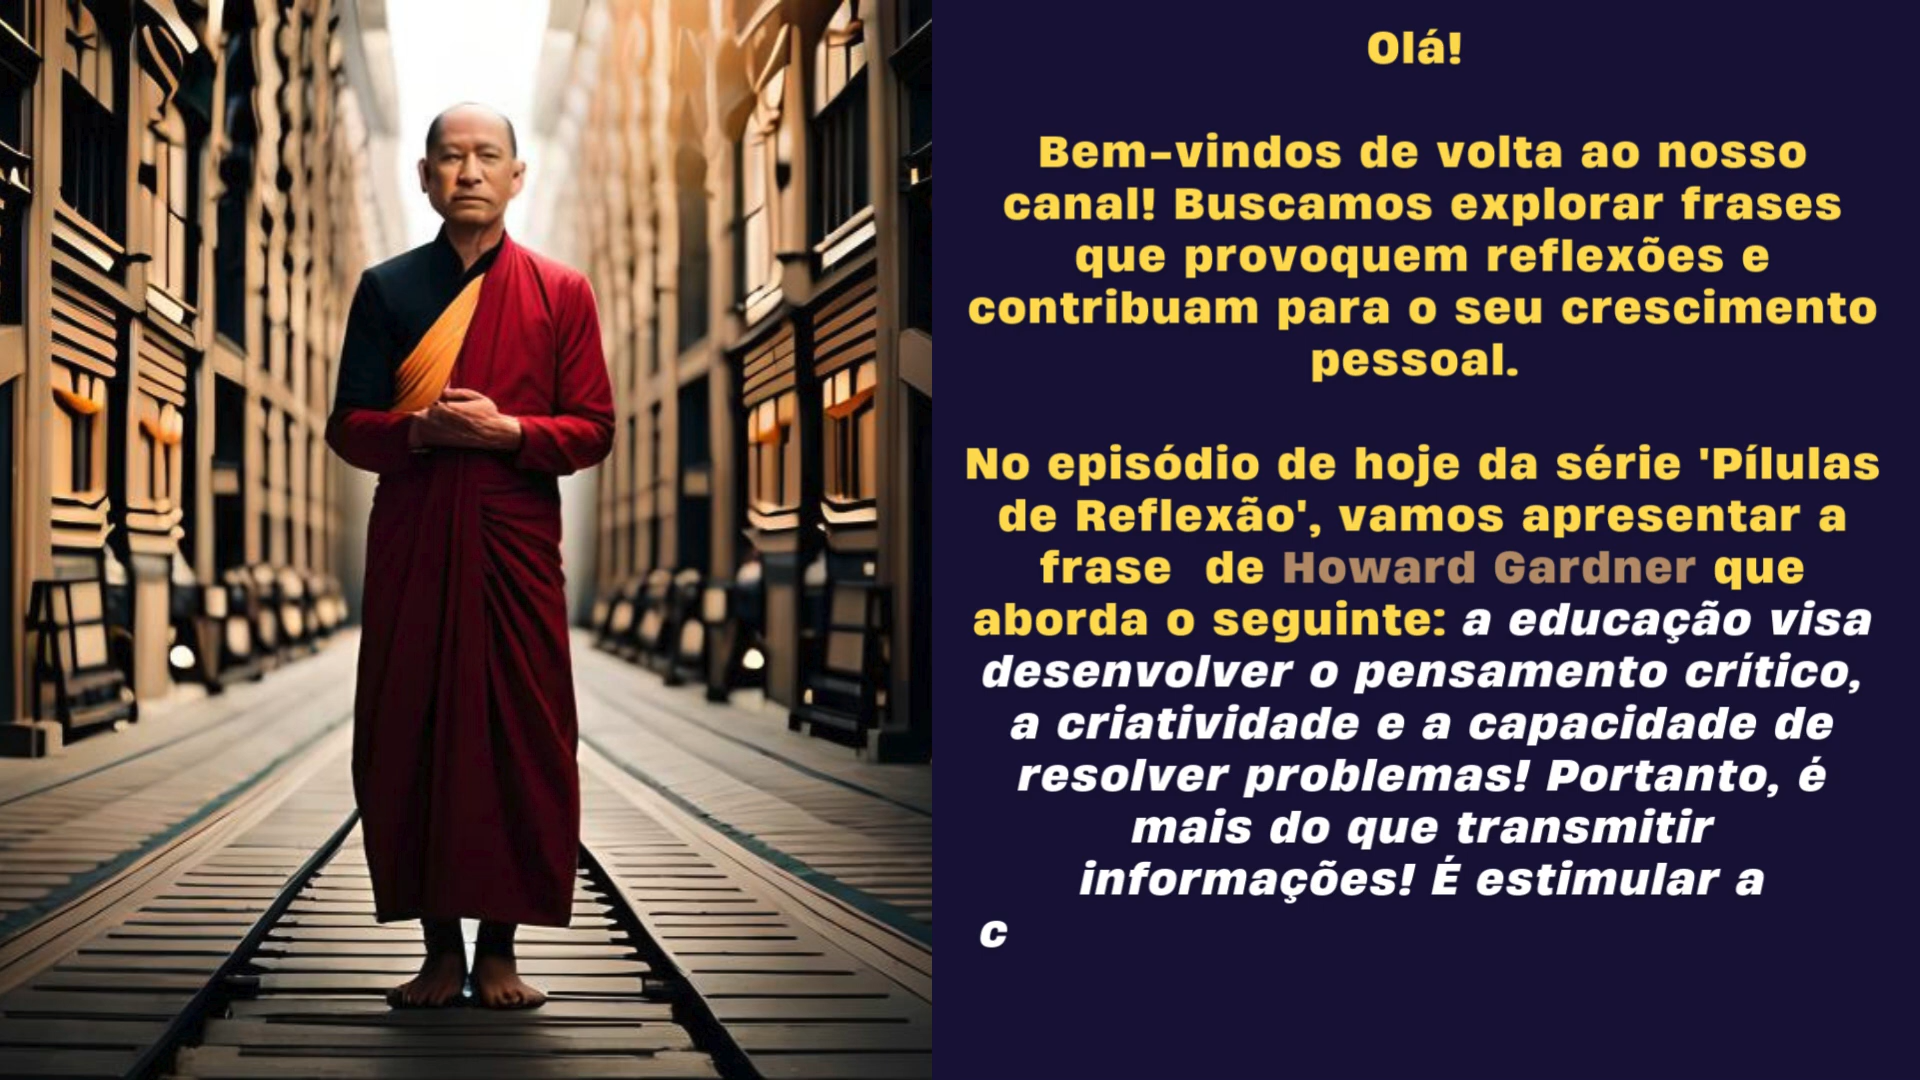 Olá!
Bem-vindos de volta ao nosso
canal! Buscamos explorar frases
que provoquem reflexões e
contribuam para o seu crescimento
pessoal.
No episódio de hoje da série 'Pílulas
de Reflexão', vamos apresentar a
frase de Howard Gardner que
aborda o seguinte: a educação visa
desenvolver o pensamento crítico,
a criatividade e a capacidade de
resolver problemas! Portanto, é
mais do que transmitir
informações! É estimular a
c